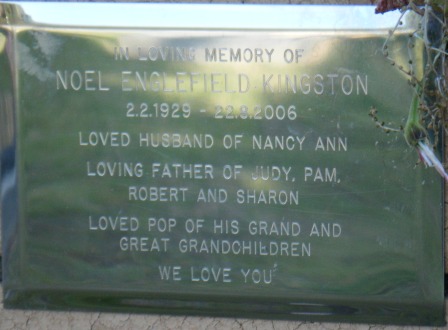 IN LOVING MEMORY OF
NOEL ENGLEFIELD KINGSTON
2.2.1929 - 22.8.2006
LOVED HUSBAND OF NANCY ANN
LOVING FATHER OF JUDY, PAM,
ROBERT AND SHARON
LOVED POP OF HIS GRAND AND
GREAT GRANDCHILDREN
WE LOVE YOU